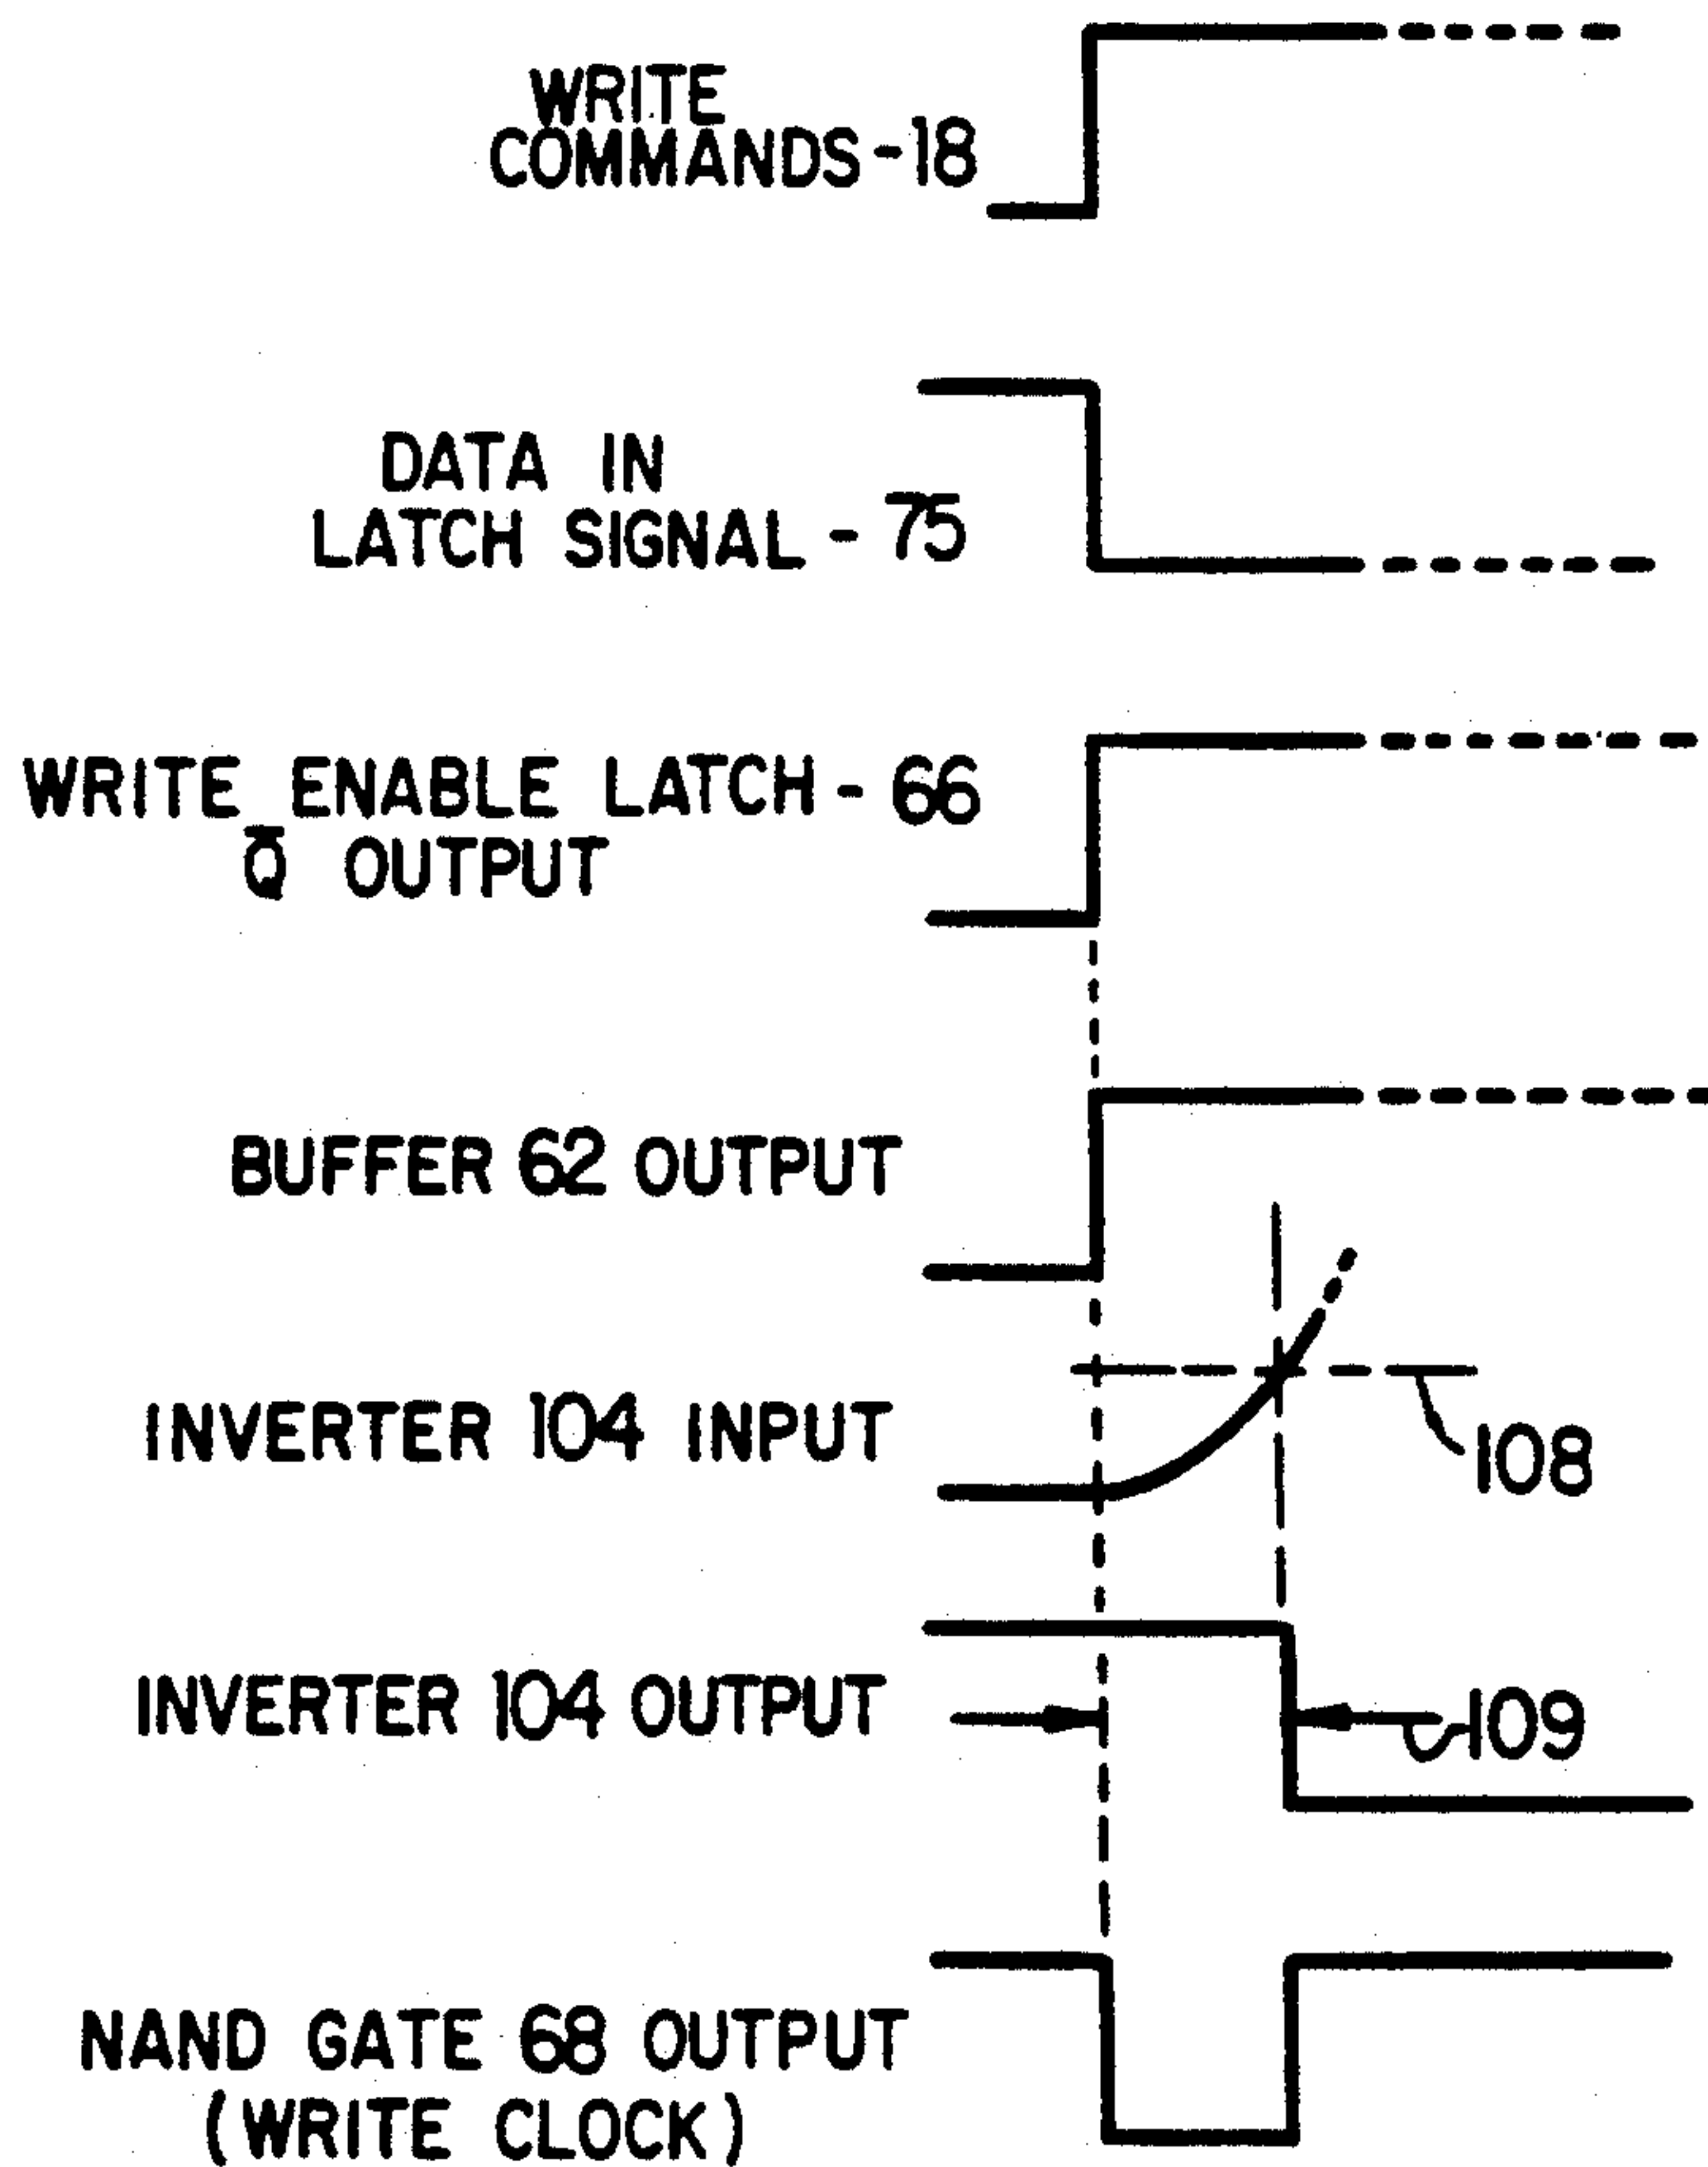 WRITE
COMMANDS-18
DATA IN
LATCH SIGNAL - 75
WRITE ENABLE LATCH - 66
Q̅ OUTPUT
BUFFER 62 OUTPUT
INVERTER 104 INPUT
108
INVERTER 104 OUTPUT
109
NAND GATE 68 OUTPUT
(WRITE CLOCK)